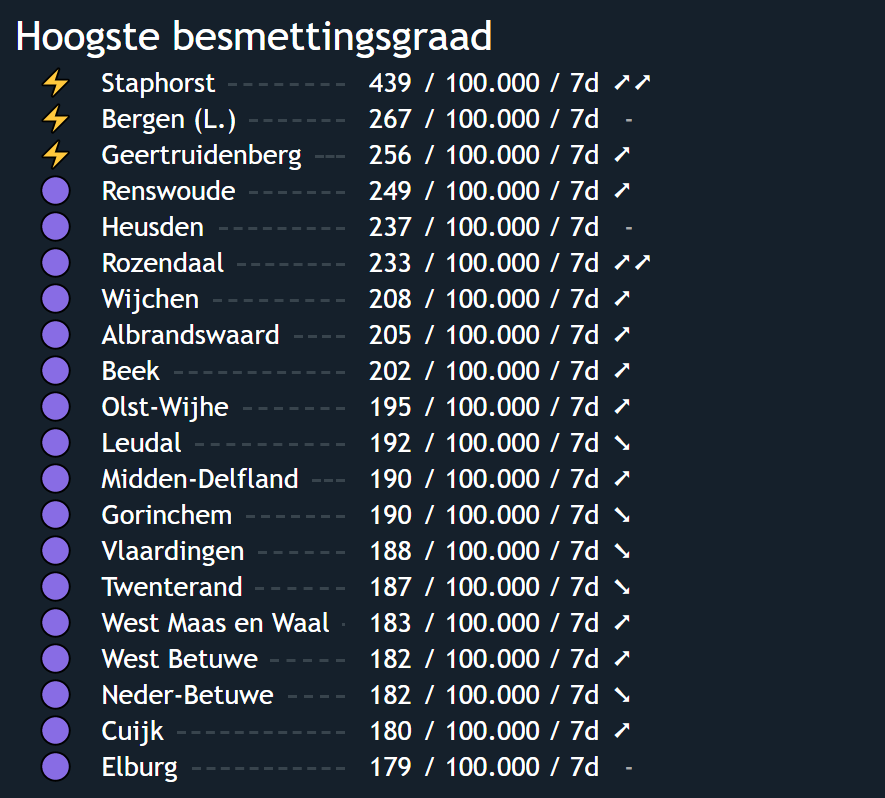 Hoogste besmettingsgraad
⚡ Staphorst ------- 439 / 100.000 / 7d ➚➚
⚡ Bergen (L.) ------ 267 / 100.000 / 7d -
⚡ Geertruidenberg --- 256 / 100.000 / 7d ➚
🟣 Renswoude ------ 249 / 100.000 / 7d ➚
🟣 Heusden ------- 237 / 100.000 / 7d -
🟣 Rozendaal ------ 233 / 100.000 / 7d ➚➚
🟣 Wijchen -------- 208 / 100.000 / 7d ➚
🟣 Albrandswaard ---- 205 / 100.000 / 7d ➚
🟣 Beek ---------- 202 / 100.000 / 7d ➚
🟣 Olst-Wijhe ------ 195 / 100.000 / 7d ➚
🟣 Leudal --------- 192 / 100.000 / 7d ➘
🟣 Midden-Delfland --- 190 / 100.000 / 7d ➚
🟣 Gorinchem ------ 190 / 100.000 / 7d ➘
🟣 Vlaardingen ------ 188 / 100.000 / 7d ➘
🟣 Twenterand ------ 187 / 100.000 / 7d ➘
🟣 West Maas en Waal - 183 / 100.000 / 7d ➚
🟣 West Betuwe ----- 182 / 100.000 / 7d ➚
🟣 Neder-Betuwe ---- 182 / 100.000 / 7d ➘
🟣 Cuijk ---------- 180 / 100.000 / 7d ➚
🟣 Elburg --------- 179 / 100.000 / 7d -